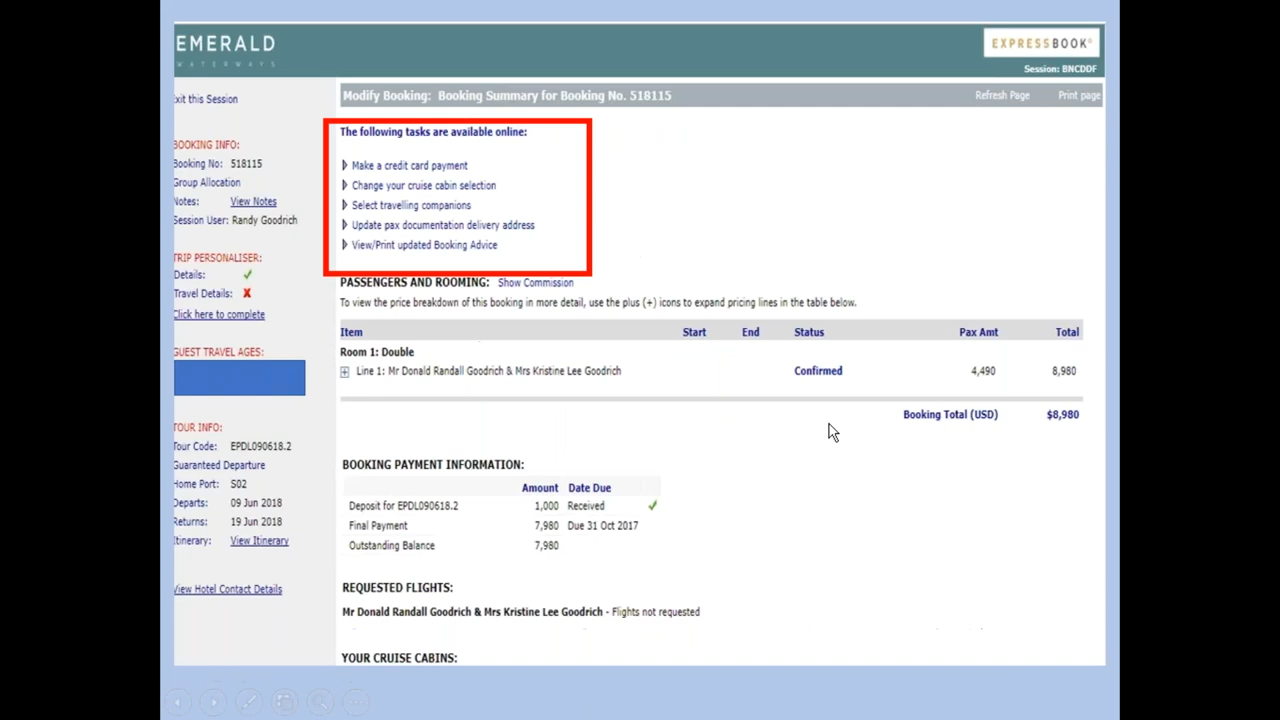 EMERALD
WATERWAYS
EXPRESSBOOK
Session: BNCDDF
xit this Session
Modify Booking: Booking Summary for Booking No. 518115
Refresh Page
Print page
The following tasks are available online:
Make a credit card payment
Change your cruise cabin selection
Select travelling companions
Update pax documentation delivery address
View/Print updated Booking Advice
BOOKING INFO:
Booking No: 518115
Group Allocation
Notes: View Notes
Session User: Randy Goodrich
TRIP PERSONALISER:
Details:
Travel Details:
Click here to complete
GUEST TRAVEL AGES:
TOUR INFO:
Tour Code: EPDL090618.2
Guaranteed Departure
Home Port: S02
Departs: 09 Jun 2018
Returns: 19 Jun 2018
Itinerary: View Itinerary
View Hotel Contact Details
PASSENGERS AND ROOMING: Show Commission
To view the price breakdown of this booking in more detail, use the plus (+) icons to expand pricing lines in the table below.
Item Start End Status Pax Amt Total
Room 1: Double
Line 1: Mr Donald Randall Goodrich & Mrs Kristine Lee Goodrich Confirmed 4,490 8,980
Booking Total (USD) $8,980
BOOKING PAYMENT INFORMATION:
Amount Date Due
Deposit for EPDL090618.2 1,000 Received
Final Payment 7,980 Due 31 Oct 2017
Outstanding Balance 7,980
REQUESTED FLIGHTS:
Mr Donald Randall Goodrich & Mrs Kristine Lee Goodrich - Flights not requested
YOUR CRUISE CABINS: